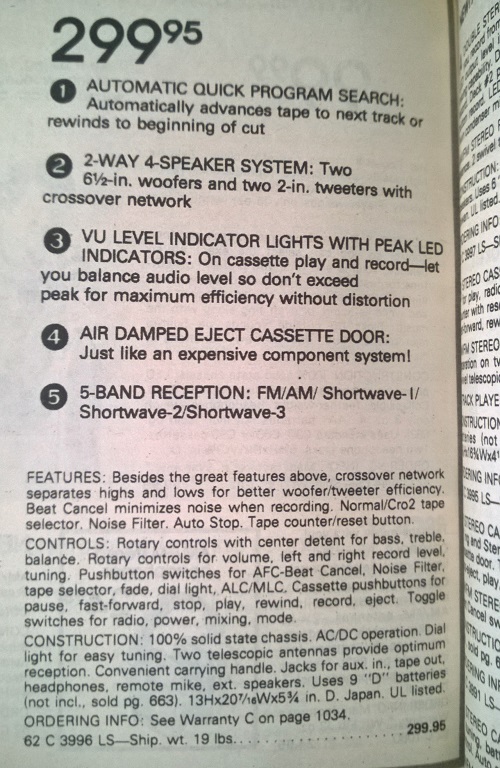 299⁹⁵
1 AUTOMATIC QUICK PROGRAM SEARCH:
Automatically advances tape to next track or
rewinds to beginning of cut
2 2-WAY 4-SPEAKER SYSTEM: Two
6½-in. woofers and two 2-in. tweeters with
crossover network
3 VU LEVEL INDICATOR LIGHTS WITH PEAK LED
INDICATORS: On cassette play and record—let
you balance audio level so don't exceed
peak for maximum efficiency without distortion
4 AIR DAMPED EJECT CASSETTE DOOR:
Just like an expensive component system!
5 5-BAND RECEPTION: FM/AM/ Shortwave-1/
Shortwave-2/Shortwave-3
FEATURES: Besides the great features above, crossover network
separates highs and lows for better woofer/tweeter efficiency.
Beat Cancel minimizes noise when recording. Normal/Cro2 tape
selector. Noise Filter. Auto Stop. Tape counter/reset button.
CONTROLS: Rotary controls with center detent for bass, treble,
balance. Rotary controls for volume, left and right record level,
tuning. Pushbutton switches for AFC-Beat Cancel, Noise Filter,
tape selector, fade, dial light, ALC/MLC. Cassette pushbuttons for
pause, fast-forward, stop, play, rewind, record, eject. Toggle
switches for radio, power, mixing, mode.
CONSTRUCTION: 100% solid state chassis. AC/DC operation. Dial
light for easy tuning. Two telescopic antennas provide optimum
reception. Convenient carrying handle. Jacks for aux. in., tape out,
headphones, remote mike, ext. speakers. Uses 9 "D" batteries
(not incl., sold pg. 663). 13Hx207/16Wx5¾ in. D. Japan. UL listed.
ORDERING INFO: See Warranty C on page 1034.
62 C 3996 LS—Ship. wt. 19 lbs. . . . . . . . . . . . . . . . . . . . . . 299.95